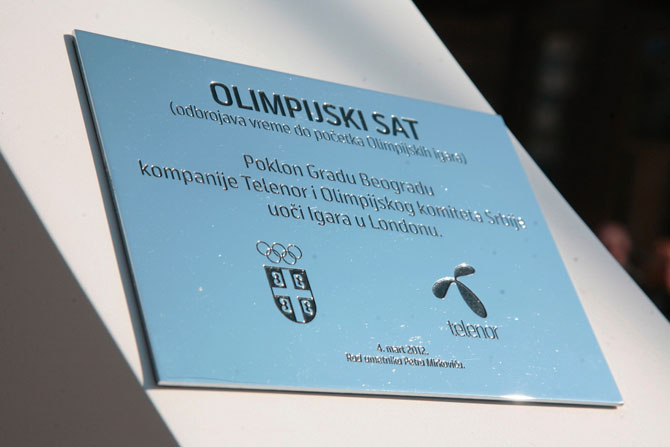 OLIMPIJSKI SAT
(odbrojava vreme do početka Olimpijskih igara)
Poklon Gradu Beogradu
kompanije Telenor i Olimpijskog komiteta Srbije
uoči Igara u Londonu.
telenor
4. mart 2012.
Rad umetnika Petra Mirkovića.